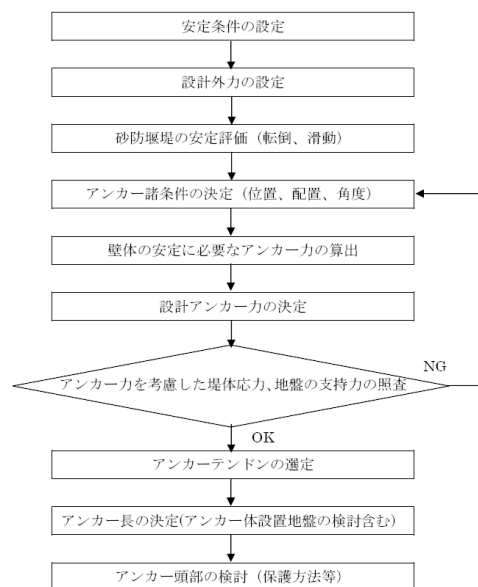 安定条件の設定
設計外力の設定
砂防堰堤の安定評価（転倒、滑動）
アンカー諸条件の決定（位置、配置、角度）
壁体の安定に必要なアンカー力の算出
設計アンカー力の決定
アンカー力を考慮した堤体応力、地盤の支持力の照査
NG
OK
アンカーテンドンの選定
アンカー長の決定(アンカー体設置地盤の検討含む)
アンカー頭部の検討（保護方法等）